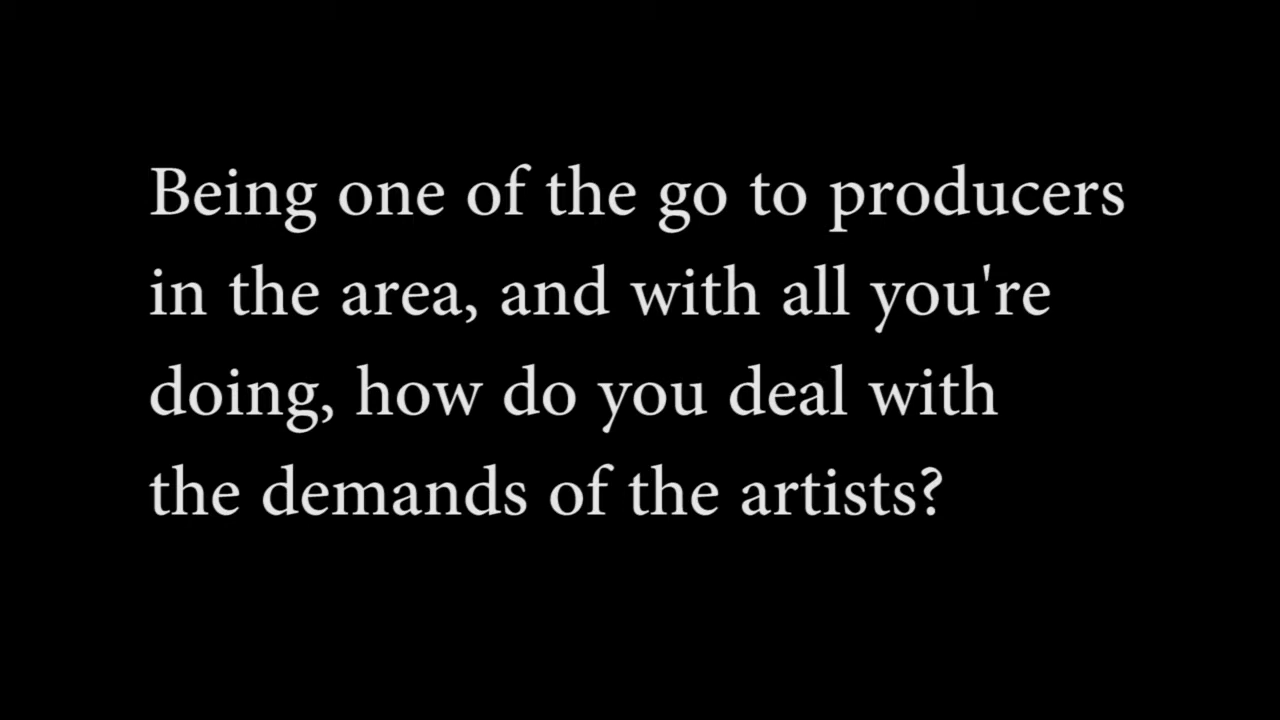 Being one of the go to producers
in the area, and with all you're
doing, how do you deal with
the demands of the artists?